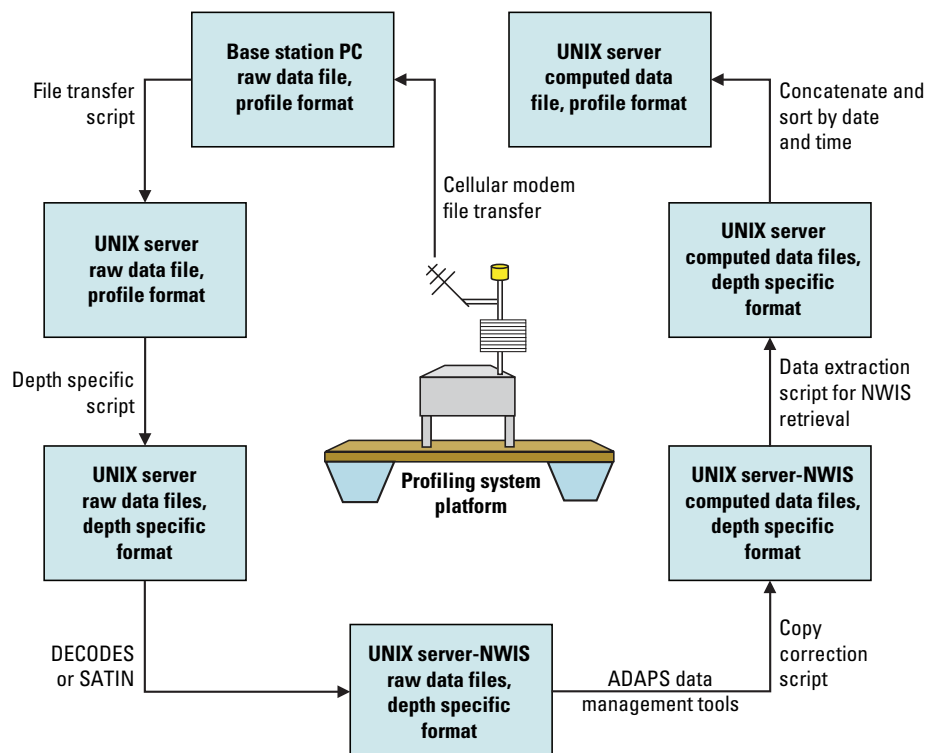 Base station PC
raw data file,
profile format
UNIX server
computed data
file, profile format
File transfer
script
Concatenate and
sort by date
and time
Cellular modem
file transfer
UNIX server
raw data file,
profile format
UNIX server
computed data files,
depth specific
format
Depth specific
script
Data extraction
script for NWIS
retrieval
UNIX server
raw data files,
depth specific
format
Profiling system
platform
UNIX server-NWIS
computed data files,
depth specific
format
DECODES
or SATIN
UNIX server-NWIS
raw data files,
depth specific
format
ADAPS data
management tools
Copy
correction
script